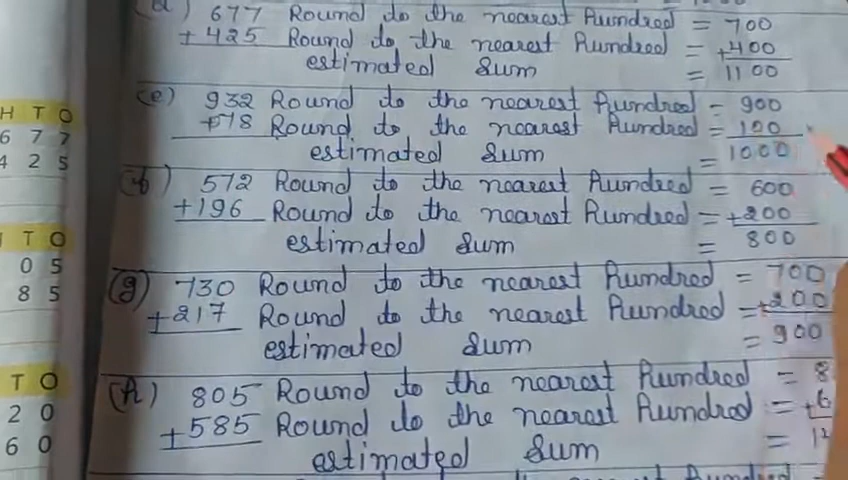 (d) 677 Round to the nearest Hundred = 700
+ 425 Round to the nearest Hundred = +400
estimated Sum = 1100
(e) 932 Round to the nearest Hundred = 900
+78 Round to the nearest Hundred = 100
estimated Sum = 1000
(f) 572 Round to the nearest Hundred = 600
+196 Round to the nearest Hundred = +200
estimated Sum = 800
(g) 730 Round to the nearest Hundred = 700
+217 Round to the nearest Hundred = +200
estimated Sum = 900
(h) 805 Round to the nearest Hundred = 8
+585 Round to the nearest Hundred = +6
estimated Sum = 1
H T O
6 7 7
4 2 5
T O
0 5
8 5
T O
2 0
6 0